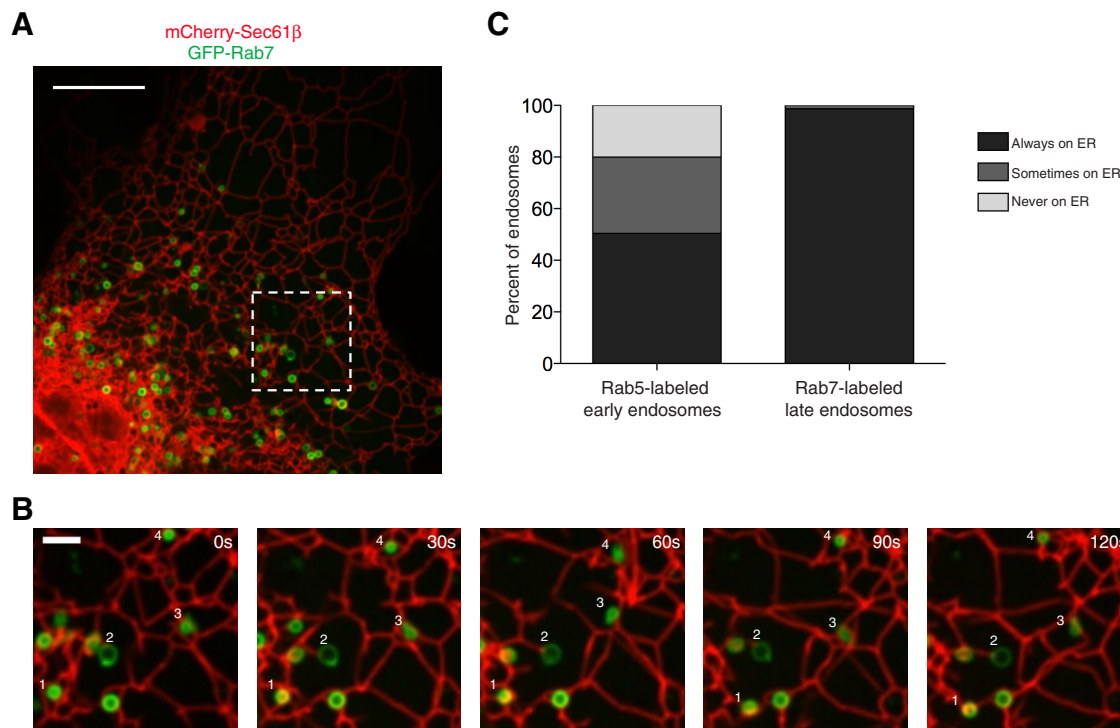 A
mCherry-Sec61β
GFP-Rab7
C
Percent of endosomes
100
80
60
40
20
0
Rab5-labeled
early endosomes
Rab7-labeled
late endosomes
Always on ER
Sometimes on ER
Never on ER
B
0s
1
2
3
4
30s
1
2
3
4
60s
1
2
3
4
90s
1
2
3
4
120s
1
2
3
4